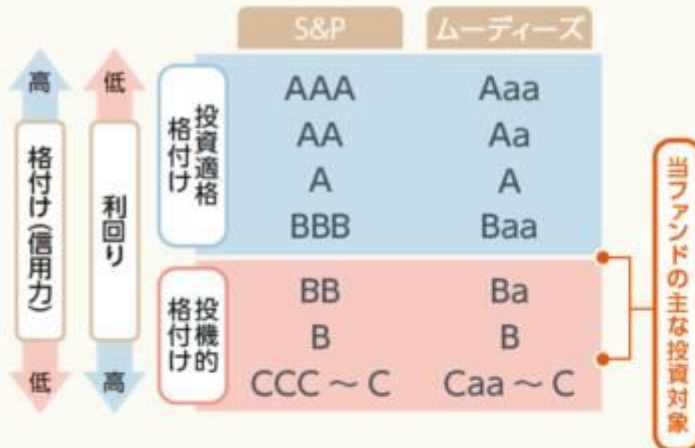 S&P ムーディーズ
高 低
格付け(信用力)
利回り
低 高
投資適格
格付け
AAA Aaa
AA Aa
A A
BBB Baa
投機的
格付け
BB Ba
B B
CCC ～ C Caa ～ C
当ファンドの主な投資対象